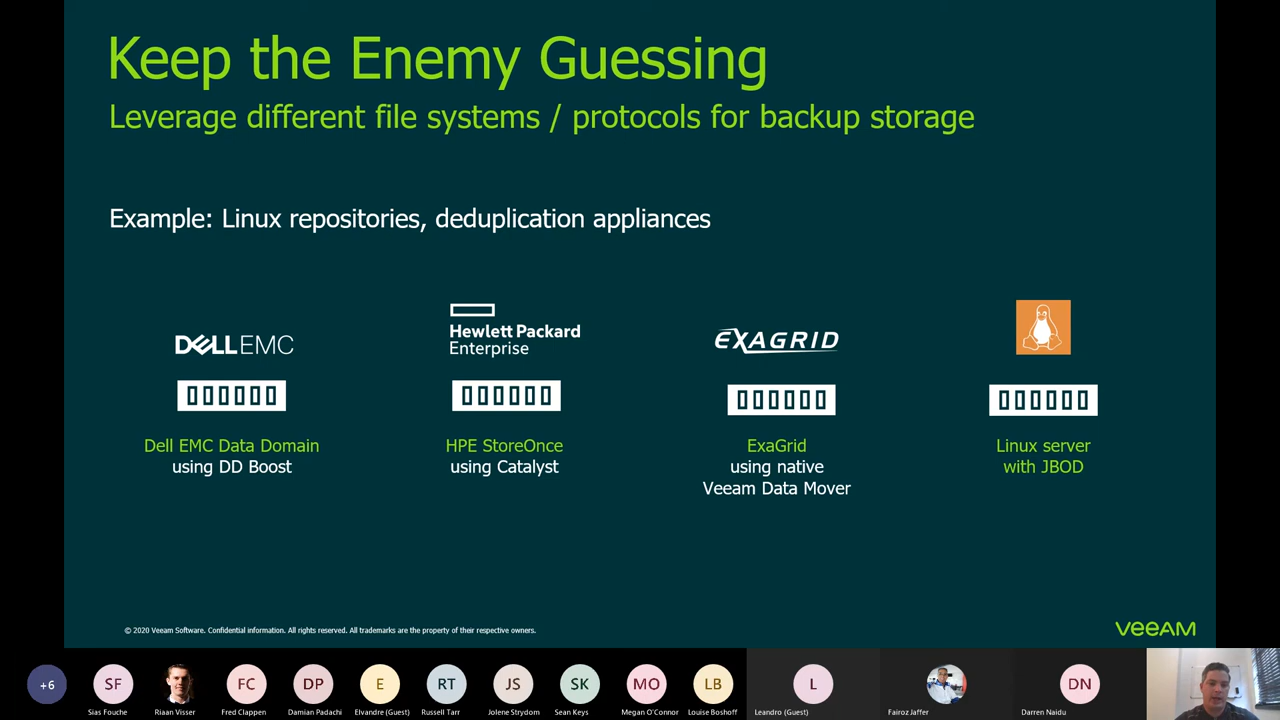 Keep the Enemy Guessing
Leverage different file systems / protocols for backup storage
Example: Linux repositories, deduplication appliances
DELL EMC
Hewlett Packard
Enterprise
EXAGRID
Dell EMC Data Domain
using DD Boost
HPE StoreOnce
using Catalyst
ExaGrid
using native
Veeam Data Mover
Linux server
with JBOD
© 2020 Veeam Software. Confidential information. All rights reserved. All trademarks are the property of their respective owners.
VEEAM
+6
SF
FC
DP
E
RT
JS
SK
MO
LB
L
DN
Sias Fouche
Riaan Visser
Fred Clappen
Damian Padachi
Elvandre (Guest)
Russell Tarr
Jolene Strydom
Sean Keys
Megan O'Connor
Louise Boshoff
Leandro (Guest)
Fairoz Jaffer
Darren Naidu